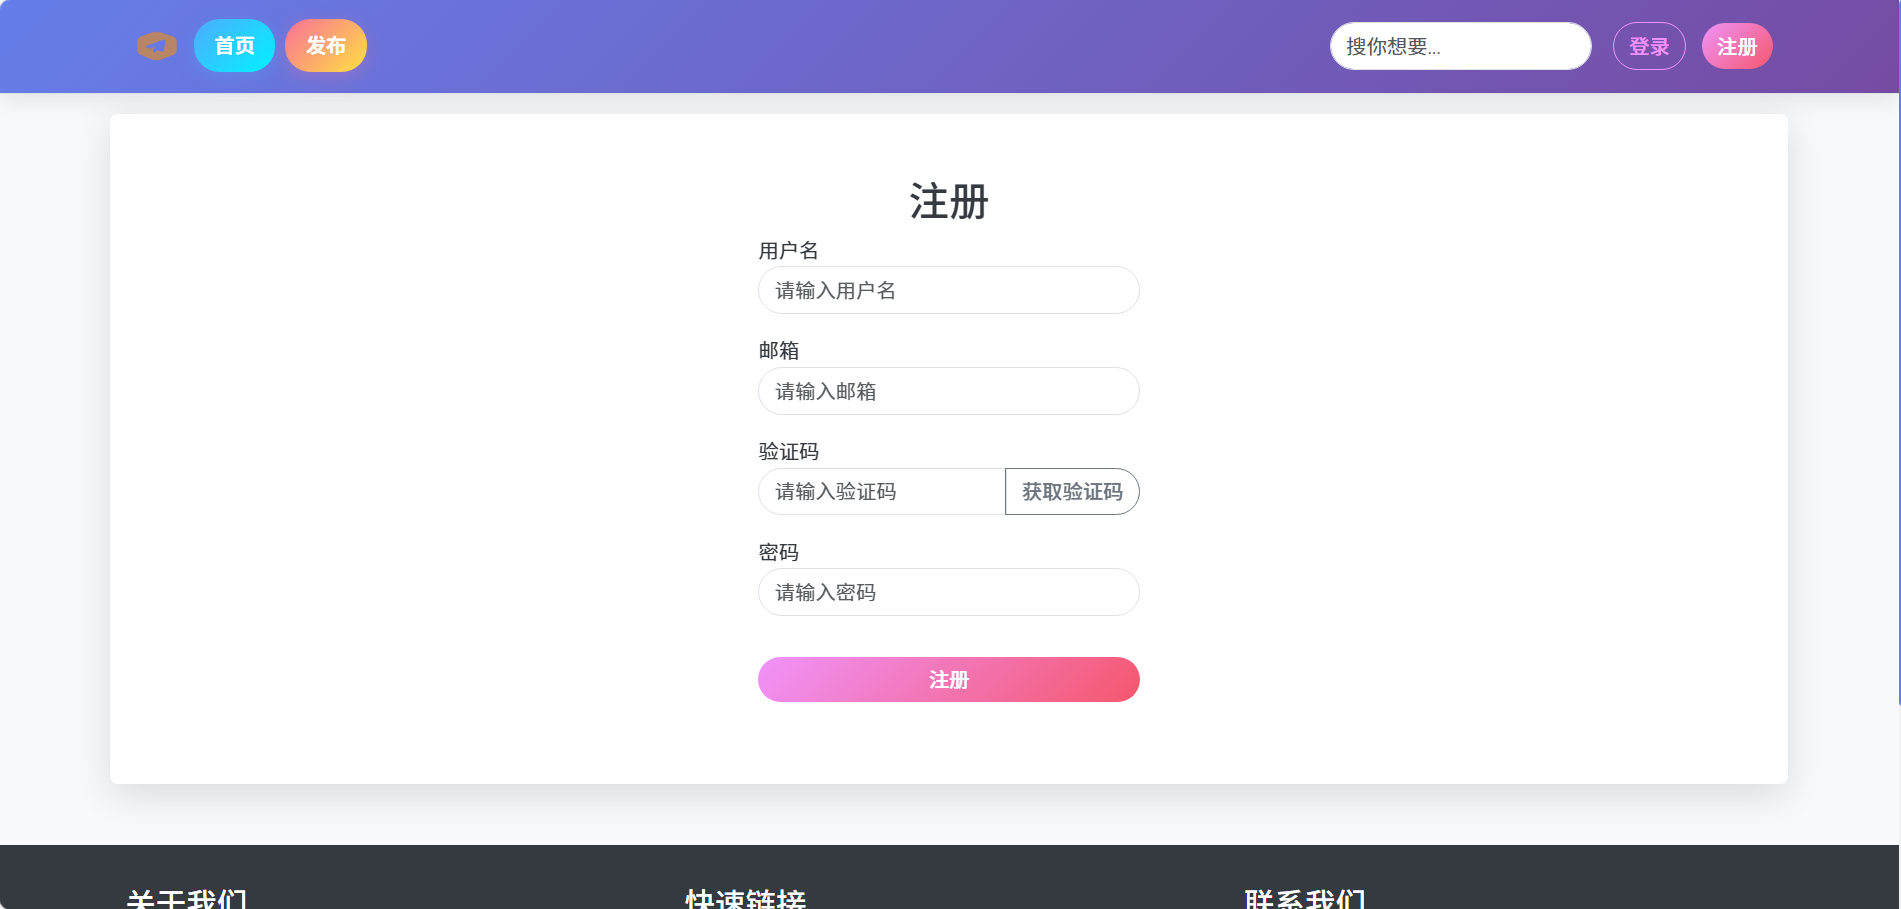 首页
发布
搜你想要...
登录
注册
注册
用户名
请输入用户名
邮箱
请输入邮箱
验证码
请输入验证码
获取验证码
密码
请输入密码
注册
关于我们
快速链接
联系我们